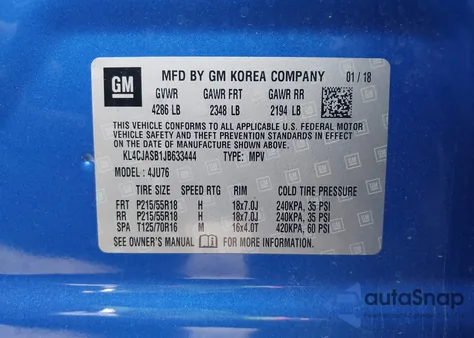 GM
MFD BY GM KOREA COMPANY 01/18
GVWR GAWR FRT GAWR RR
4286 LB 2348 LB 2194 LB
THIS VEHICLE CONFORMS TO ALL APPLICABLE U.S. FEDERAL MOTOR
VEHICLE SAFETY AND THEFT PREVENTION STANDARDS IN EFFECT ON THE
DATE OF MANUFACTURE SHOWN ABOVE.
KL4CJASB1JB633444 TYPE: MPV
MODEL : 4JU76
TIRE SIZE SPEED RTG RIM COLD TIRE PRESSURE
FRT P215/55R18 H 18x7.0J 240KPA, 35 PSI
RR P215/55R18 H 18x7.0J 240KPA, 35 PSI
SPA T125/70R16 M 16x4.0T 420KPA, 60 PSI
SEE OWNER'S MANUAL FOR MORE INFORMATION.
autoSnap